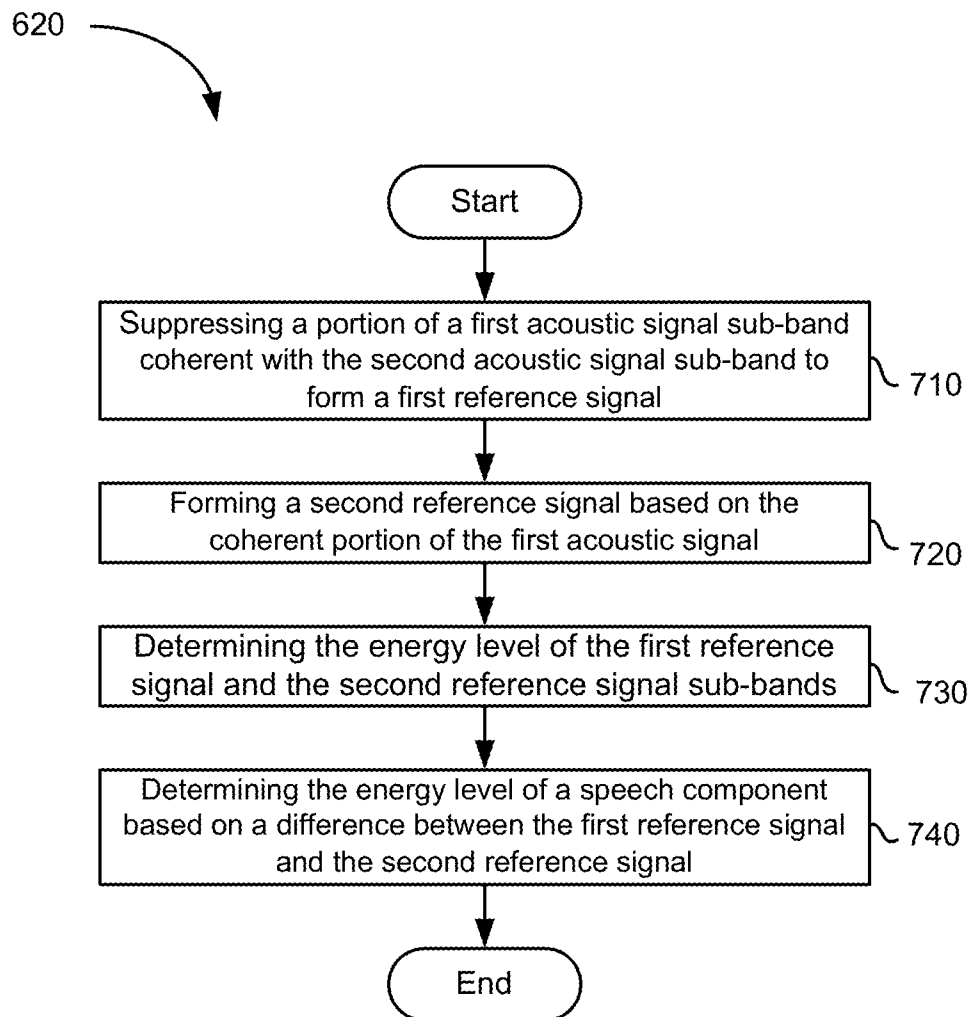 620
Start
Suppressing a portion of a first acoustic signal sub-band
coherent with the second acoustic signal sub-band to
form a first reference signal
710
Forming a second reference signal based on the
coherent portion of the first acoustic signal
720
Determining the energy level of the first reference
signal and the second reference signal sub-bands
730
Determining the energy level of a speech component
based on a difference between the first reference signal
and the second reference signal
740
End